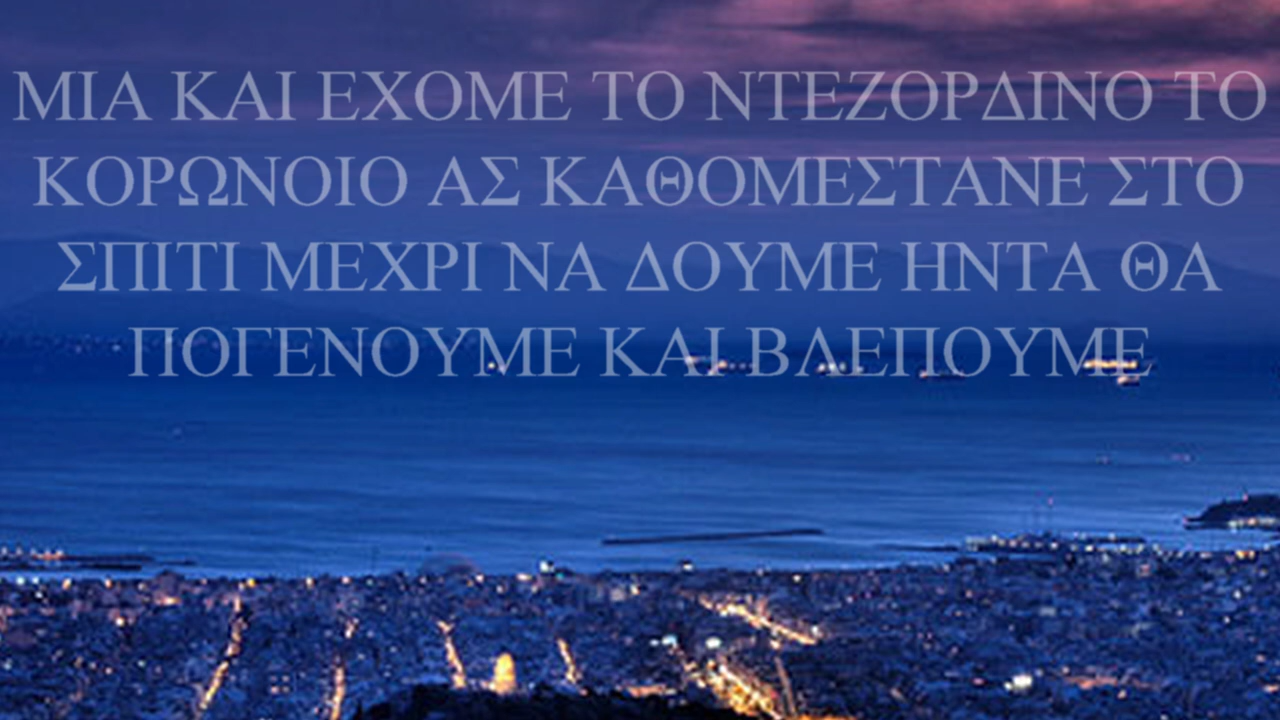 ΜΙΑ ΚΑΙ ΕΧΟΜΕ ΤΟ ΝΤΕΖΟΡΔΙΝΟ ΤΟ
ΚΟΡΩΝΟΙΟ ΑΣ ΚΑΘΟΜΕΣΤΑΝΕ ΣΤΟ
ΣΠΙΤΙ ΜΕΧΡΙ ΝΑ ΔΟΥΜΕ ΗΝΤΑ ΘΑ
ΠΟΓΕΝΟΥΜΕ ΚΑΙ ΒΛΕΠΟΥΜΕ